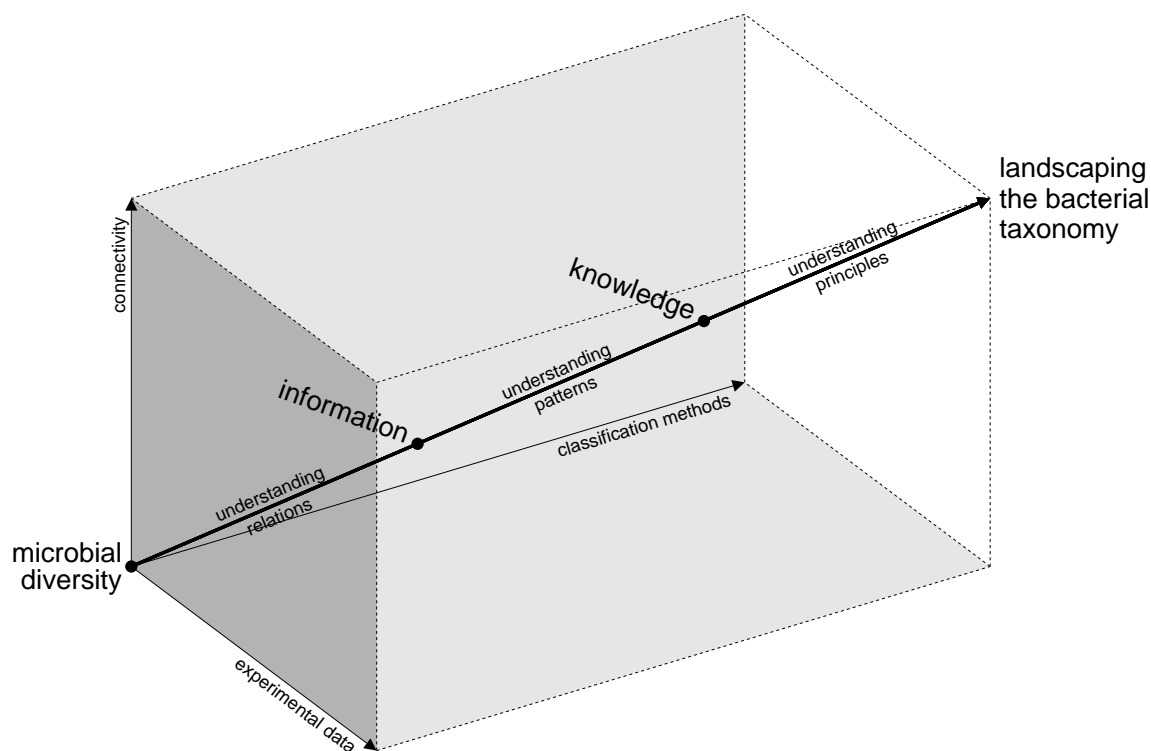 landscaping
the bacterial
taxonomy
connectivity
understanding
principles
knowledge
understanding
patterns
information
classification methods
understanding
relations
microbial
diversity
experimental data